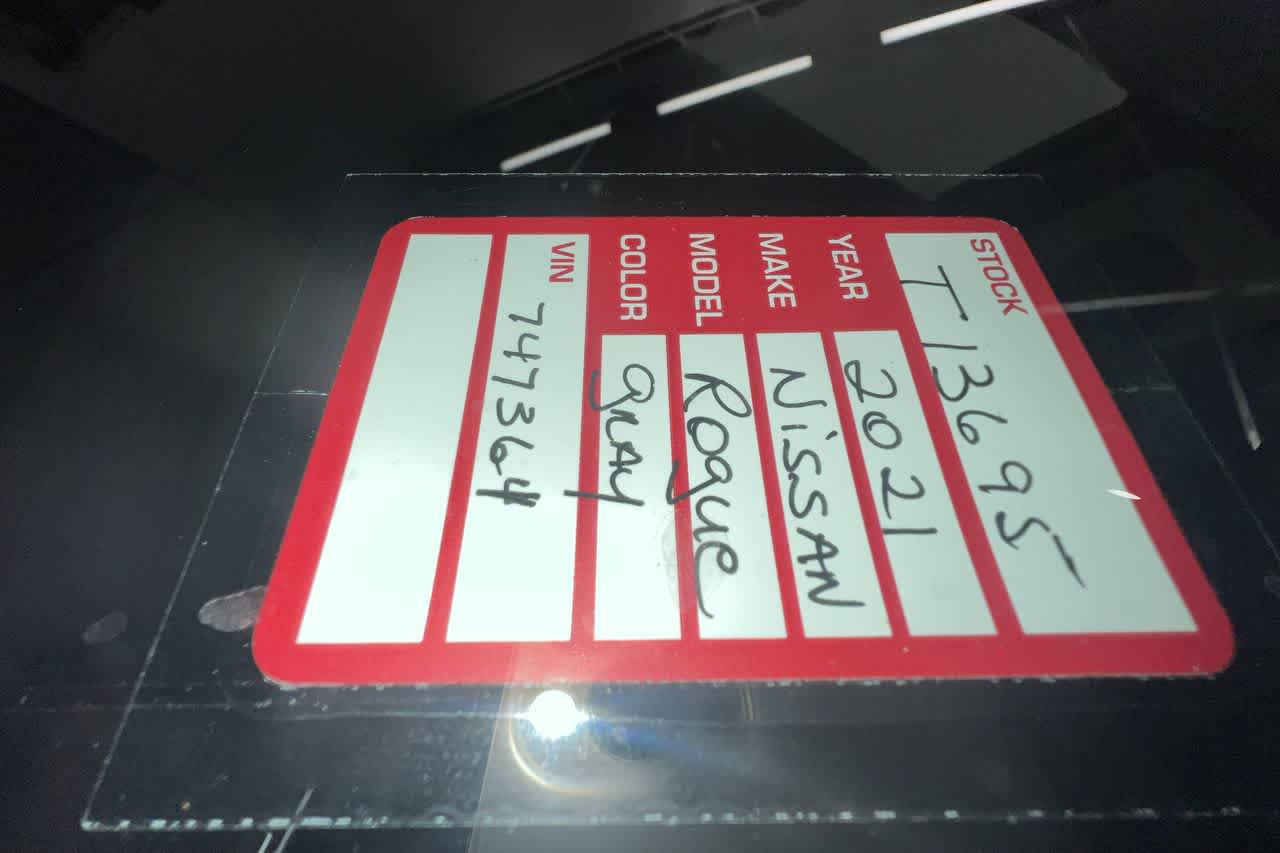 STOCK T13695
YEAR 2021
MAKE NiSSAN
MODEL Rogue
COLOR gray
VIN 747364